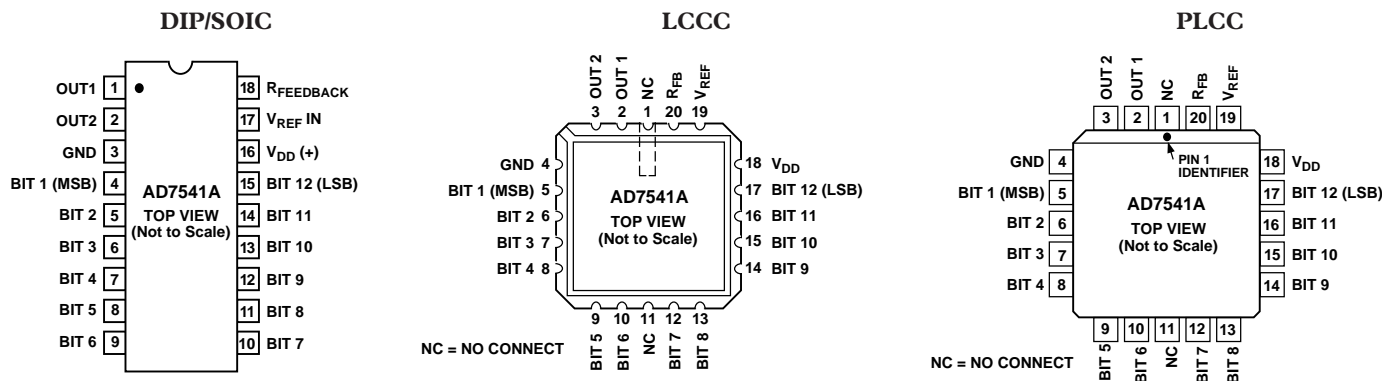 DIP/SOIC
OUT1 1
OUT2 2
GND 3
BIT 1 (MSB) 4
BIT 2 5
BIT 3 6
BIT 4 7
BIT 5 8
BIT 6 9
AD7541A
TOP VIEW
(Not to Scale)
18 RFEEDBACK
17 VREF IN
16 VDD (+)
15 BIT 12 (LSB)
14 BIT 11
13 BIT 10
12 BIT 9
11 BIT 8
10 BIT 7
LCCC
OUT 2
OUT 1
NC
RFB
VREF
3 2 1 20 19
GND 4
BIT 1 (MSB) 5
BIT 2 6
BIT 3 7
BIT 4 8
AD7541A
TOP VIEW
(Not to Scale)
18 VDD
17 BIT 12 (LSB)
16 BIT 11
15 BIT 10
14 BIT 9
9 10 11 12 13
BIT 5
BIT 6
NC
BIT 7
BIT 8
NC = NO CONNECT
PLCC
OUT 2
OUT 1
NC
RFB
VREF
3 2 1 20 19
PIN 1
IDENTIFIER
GND 4
BIT 1 (MSB) 5
BIT 2 6
BIT 3 7
BIT 4 8
AD7541A
TOP VIEW
(Not to Scale)
18 VDD
17 BIT 12 (LSB)
16 BIT 11
15 BIT 10
14 BIT 9
9 10 11 12 13
BIT 5
BIT 6
NC
BIT 7
BIT 8
NC = NO CONNECT